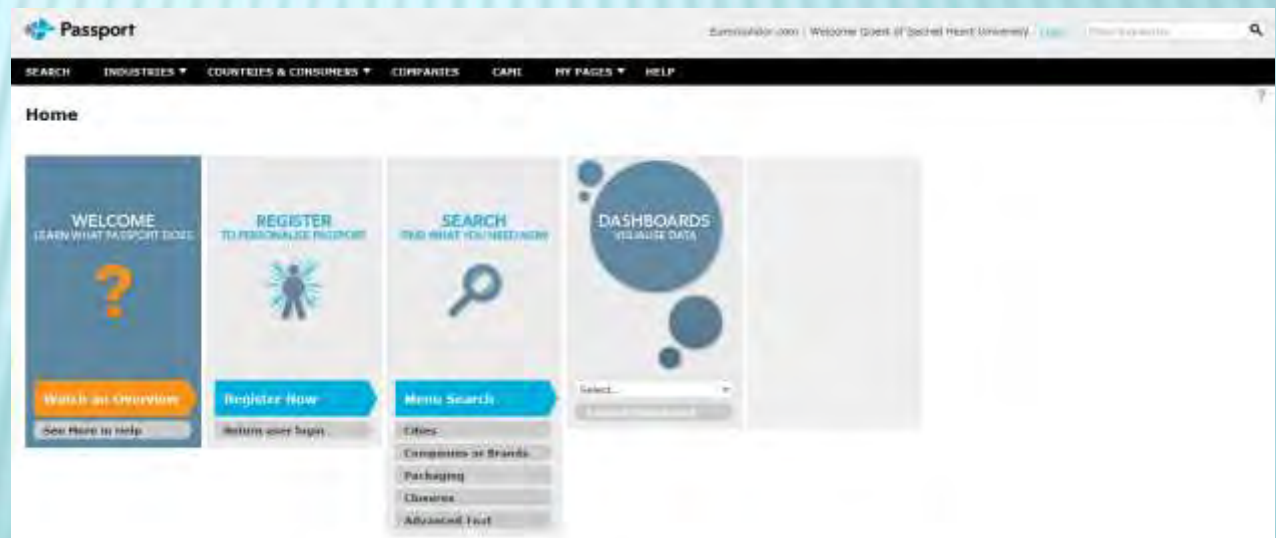 Passport
Euromonitor.com | Welcome Guest of Sacred Heart University Login
SEARCH INDUSTRIES COUNTRIES & CONSUMERS COMPANIES CAMI MY PAGES HELP
?
Home
WELCOME
LEARN WHAT PASSPORT DOES
?
Watch an Overview
See More in Help
REGISTER
TO PERSONALISE PASSPORT
Register Now
Return user login
SEARCH
FIND WHAT YOU NEED NOW
Menu Search
Cities
Companies or Brands
Packaging
Closures
Advanced Text
DASHBOARDS
VISUALISE DATA
Select...